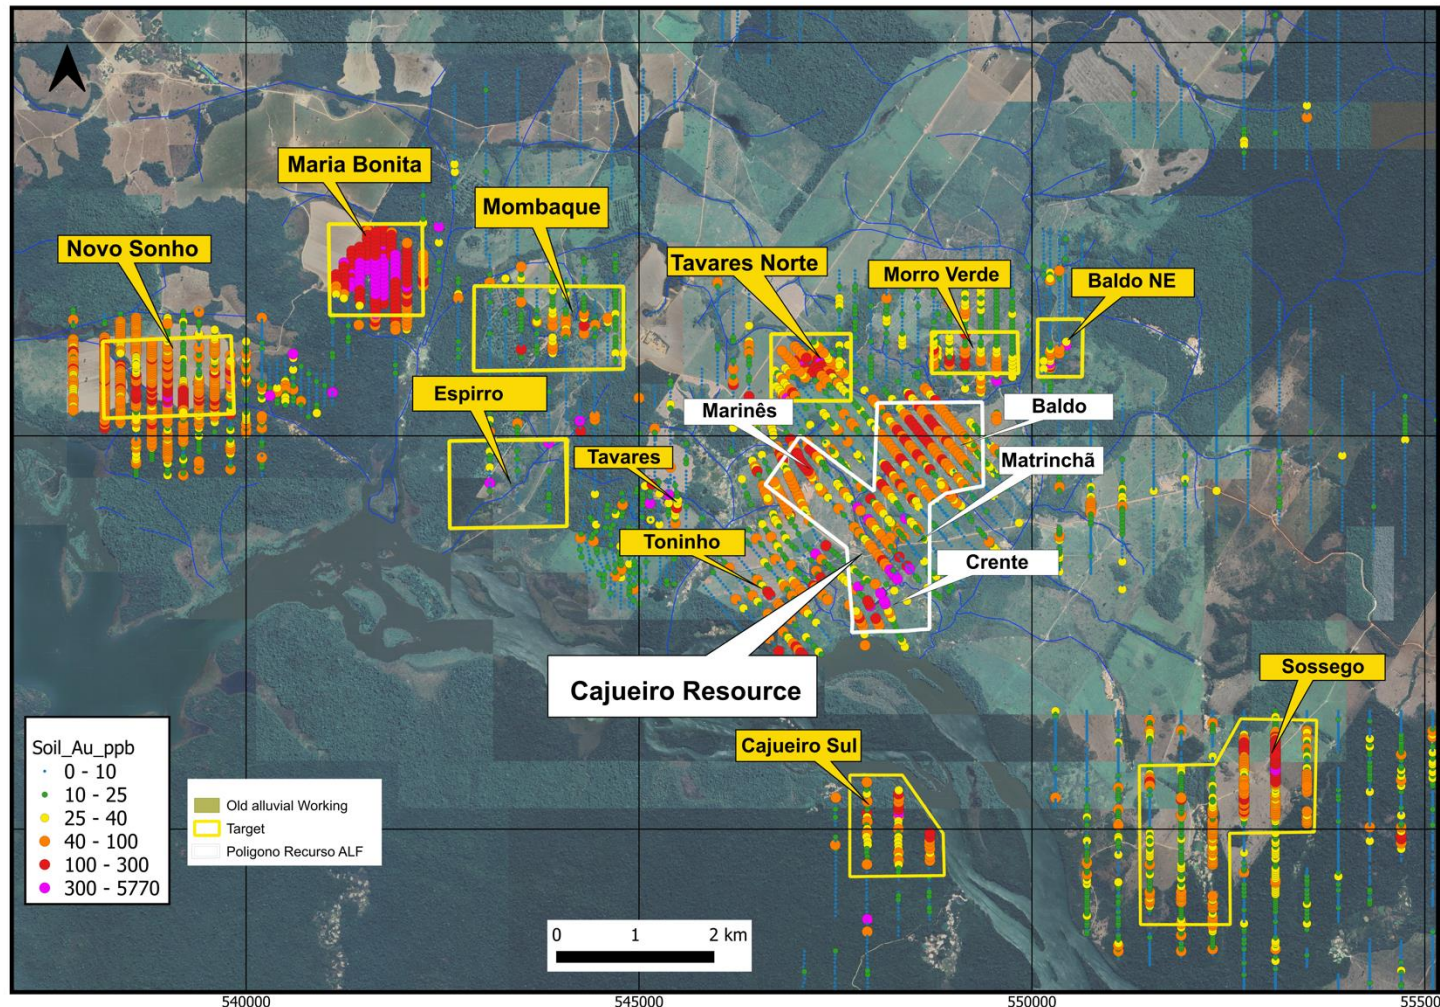 Maria Bonita
Mombaque
Novo Sonho
Tavares Norte
Morro Verde
Baldo NE
Espirro
Marinês
Baldo
Tavares
Matrinchã
Toninho
Crente
Cajueiro Resource
Sossego
Cajueiro Sul
Soil_Au_ppb
0 - 10
10 - 25
25 - 40
40 - 100
100 - 300
300 - 5770
Old alluvial Working
Target
Poligono Recurso ALF
0 1 2 km
540000 545000 550000 555000